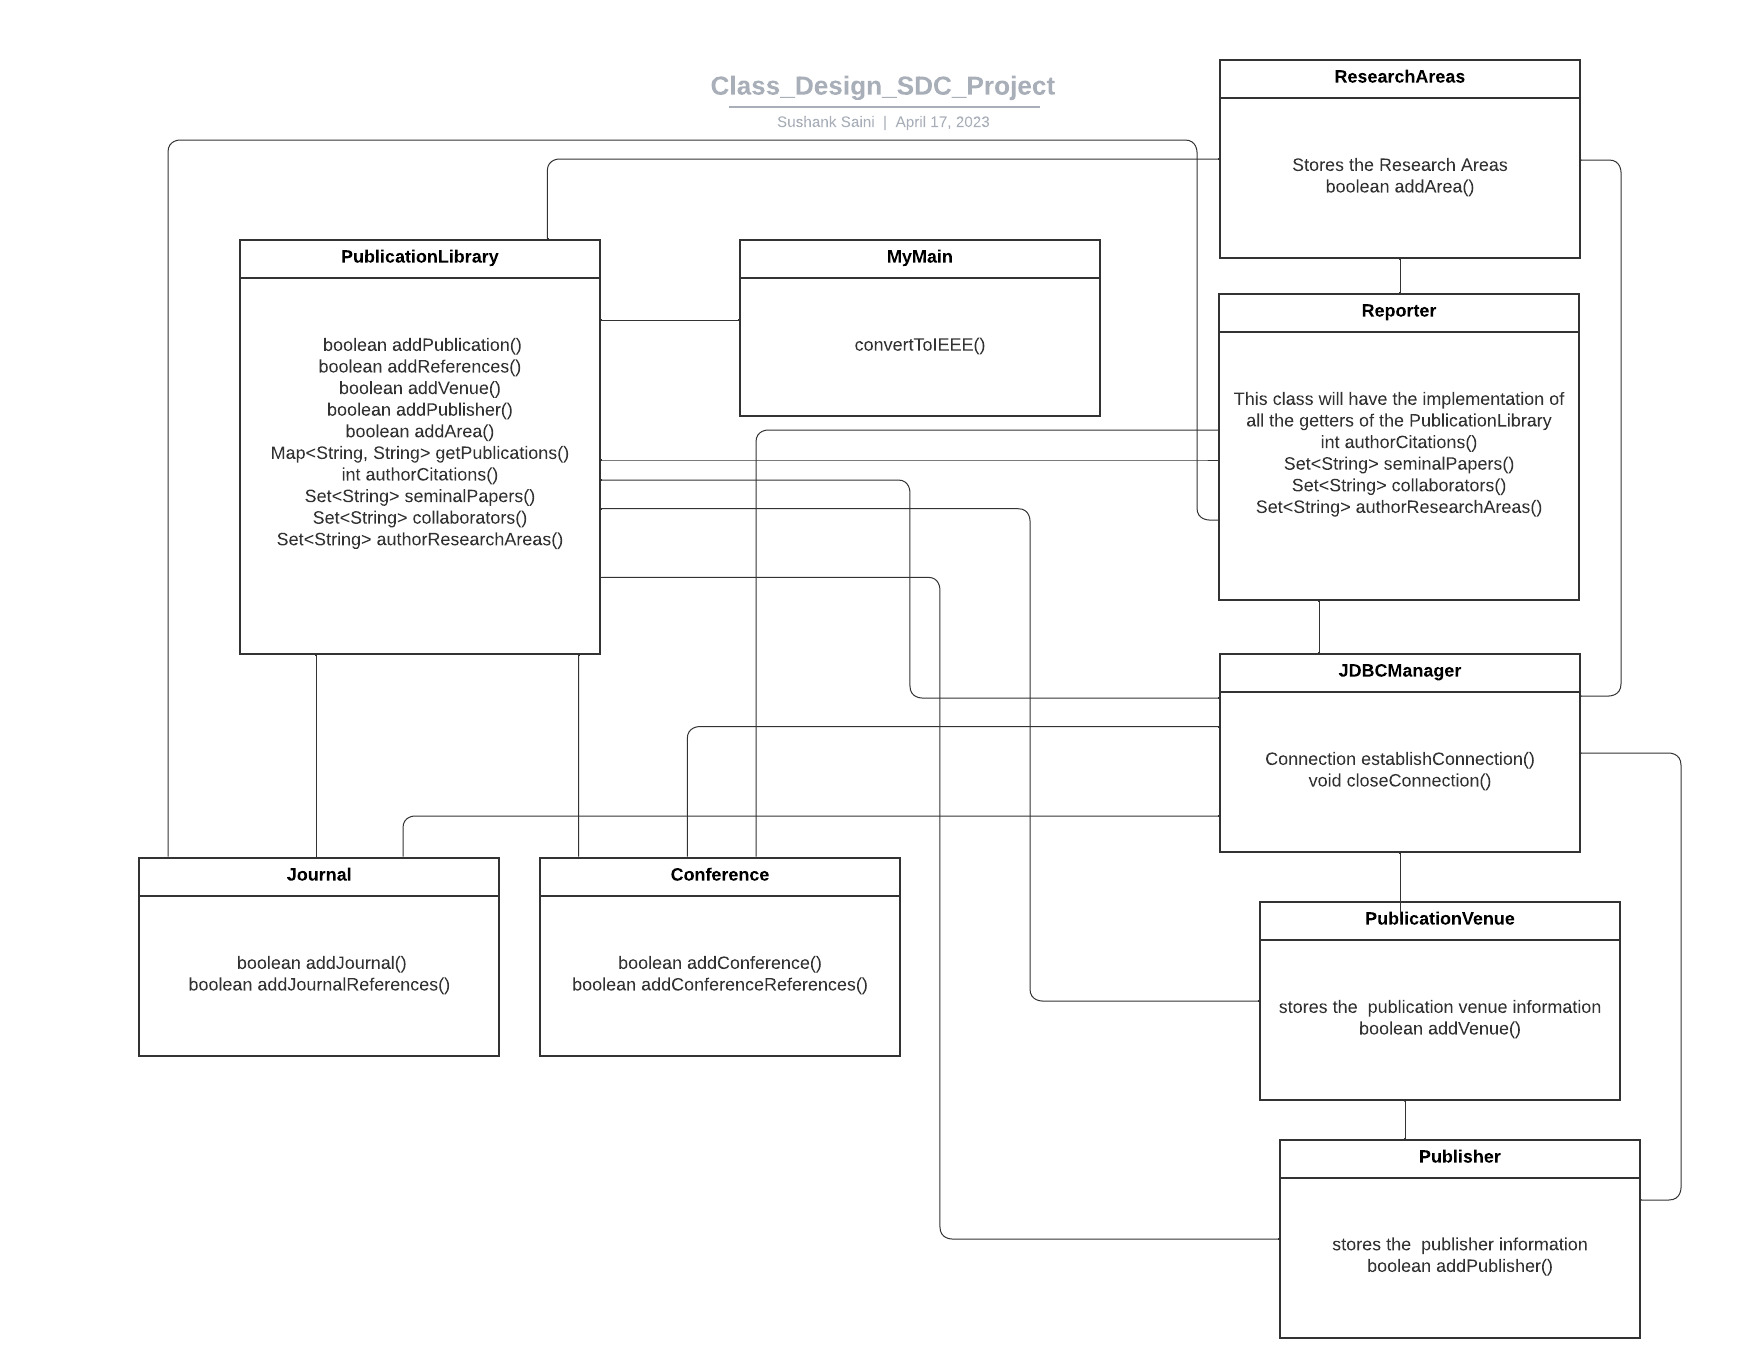 Class_Design_SDC_Project
Sushank Saini | April 17, 2023
ResearchAreas
Stores the Research Areas
boolean addArea()
PublicationLibrary
boolean addPublication()
boolean addReferences()
boolean addVenue()
boolean addPublisher()
boolean addArea()
Map<String, String> getPublications()
int authorCitations()
Set<String> seminalPapers()
Set<String> collaborators()
Set<String> authorResearchAreas()
MyMain
convertToIEEE()
Reporter
This class will have the implementation of
all the getters of the PublicationLibrary
int authorCitations()
Set<String> seminalPapers()
Set<String> collaborators()
Set<String> authorResearchAreas()
JDBCManager
Connection establishConnection()
void closeConnection()
Journal
boolean addJournal()
boolean addJournalReferences()
Conference
boolean addConference()
boolean addConferenceReferences()
PublicationVenue
stores the  publication venue information
boolean addVenue()
Publisher
stores the  publisher information
boolean addPublisher()